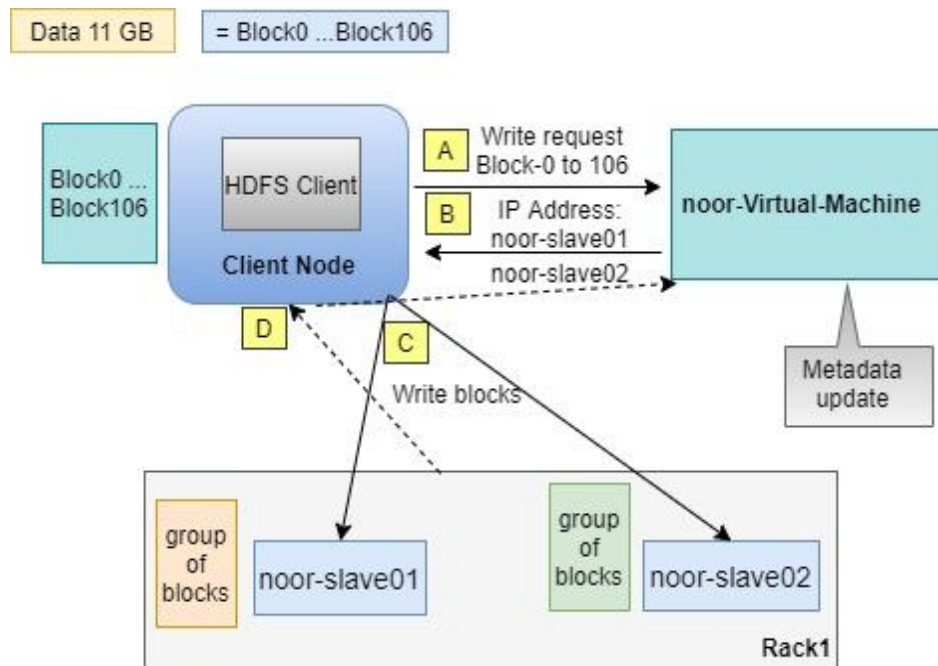 Data 11 GB
= Block0 ...Block106
Block0 ...
Block106
HDFS Client
Client Node
A
Write request
Block-0 to 106
B
IP Address:
noor-slave01
noor-slave02
noor-Virtual-Machine
D
C
Write blocks
Metadata
update
group
of
blocks
noor-slave01
group
of
blocks
noor-slave02
Rack1